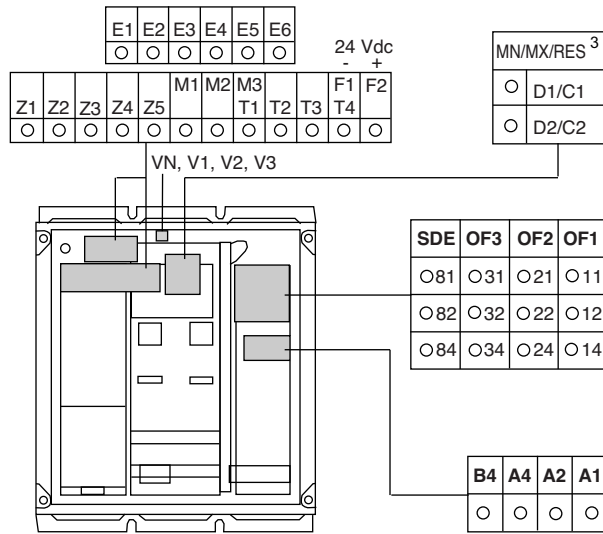 E1 E2 E3 E4 E5 E6
24 Vdc
- +
M1 M2 M3 F1 F2
Z1 Z2 Z3 Z4 Z5 T1 T2 T3 T4
VN, V1, V2, V3
MN/MX/RES 3
D1/C1
D2/C2
SDE OF3 OF2 OF1
81 31 21 11
82 32 22 12
84 34 24 14
B4 A4 A2 A1